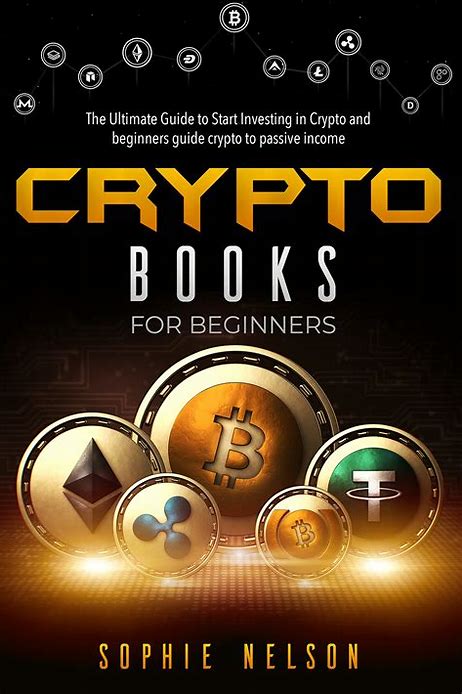 The Ultimate Guide to Start Investing in Crypto and
beginners guide crypto to passive income
CRYPTO
BOOKS
FOR BEGINNERS
SOPHIE NELSON